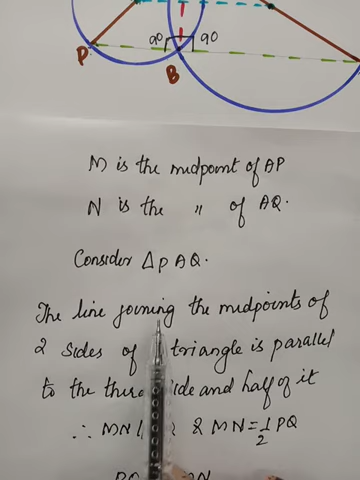 90 90
P
B
M is the midpoint of AP
N is the " of AQ.
Consider △PAQ.
The line joining the midpoints of
2 sides of triangle is parallel
to the third side and half of it
∴ MN & MN = 1/2 PQ